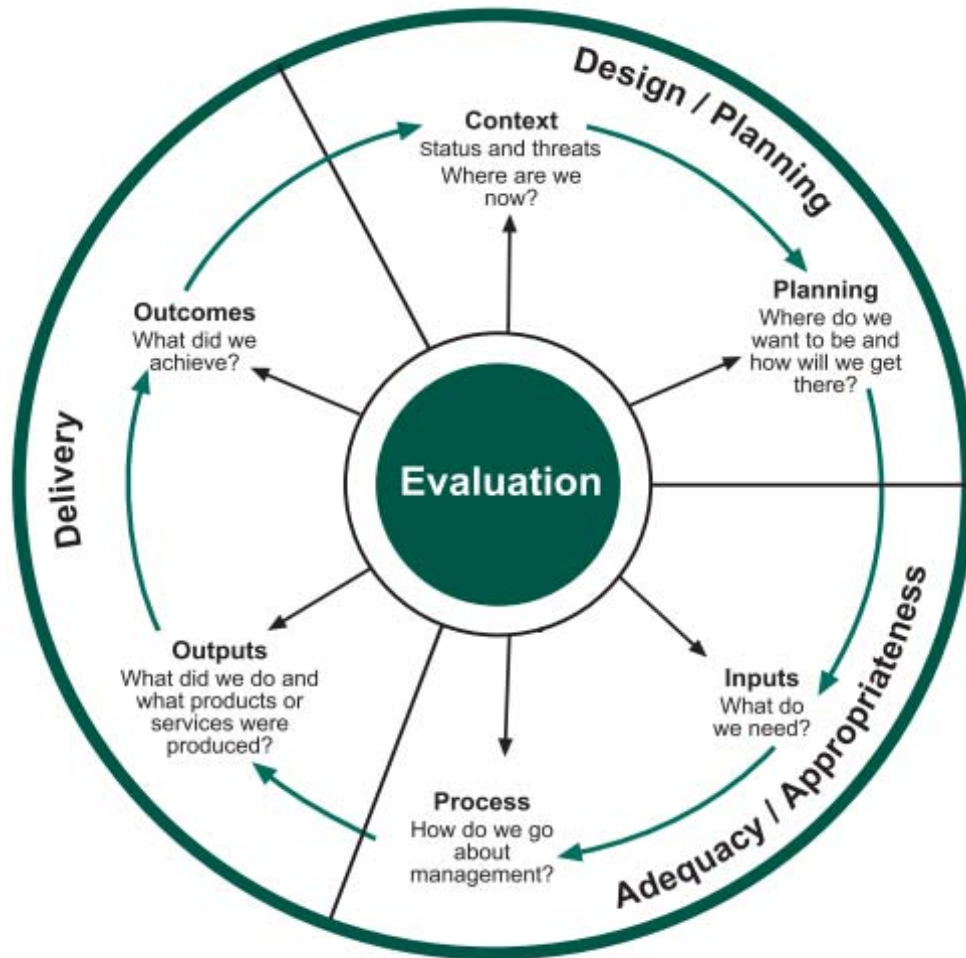 Design / Planning
Context
Status and threats
Where are we
now?
Planning
Where do we
want to be and
how will we get
there?
Outcomes
What did we
achieve?
Evaluation
Delivery
Outputs
What did we do and
what products or
services were
produced?
Inputs
What do
we need?
Process
How do we go
about
management?
Adequacy / Appropriateness